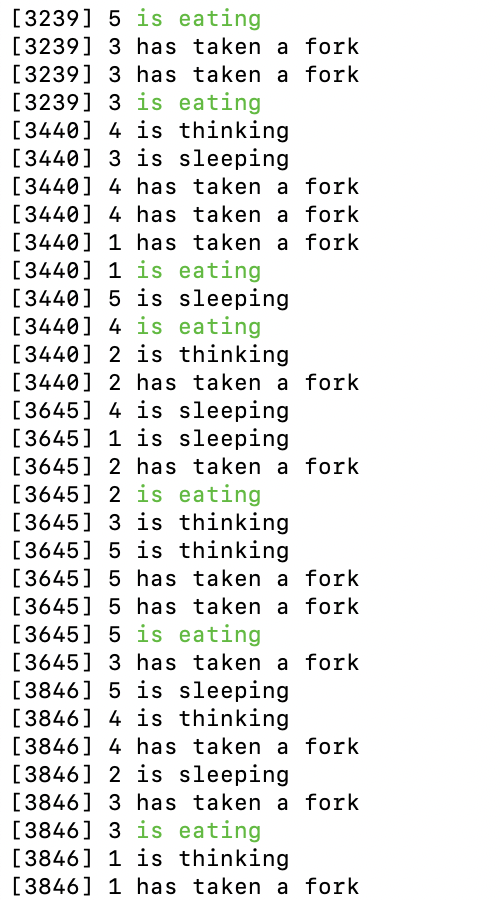 [3239] 5 is eating
[3239] 3 has taken a fork
[3239] 3 has taken a fork
[3239] 3 is eating
[3440] 4 is thinking
[3440] 3 is sleeping
[3440] 4 has taken a fork
[3440] 4 has taken a fork
[3440] 1 has taken a fork
[3440] 1 is eating
[3440] 5 is sleeping
[3440] 4 is eating
[3440] 2 is thinking
[3440] 2 has taken a fork
[3645] 4 is sleeping
[3645] 1 is sleeping
[3645] 2 has taken a fork
[3645] 2 is eating
[3645] 3 is thinking
[3645] 5 is thinking
[3645] 5 has taken a fork
[3645] 5 has taken a fork
[3645] 5 is eating
[3645] 3 has taken a fork
[3846] 5 is sleeping
[3846] 4 is thinking
[3846] 4 has taken a fork
[3846] 2 is sleeping
[3846] 3 has taken a fork
[3846] 3 is eating
[3846] 1 is thinking
[3846] 1 has taken a fork